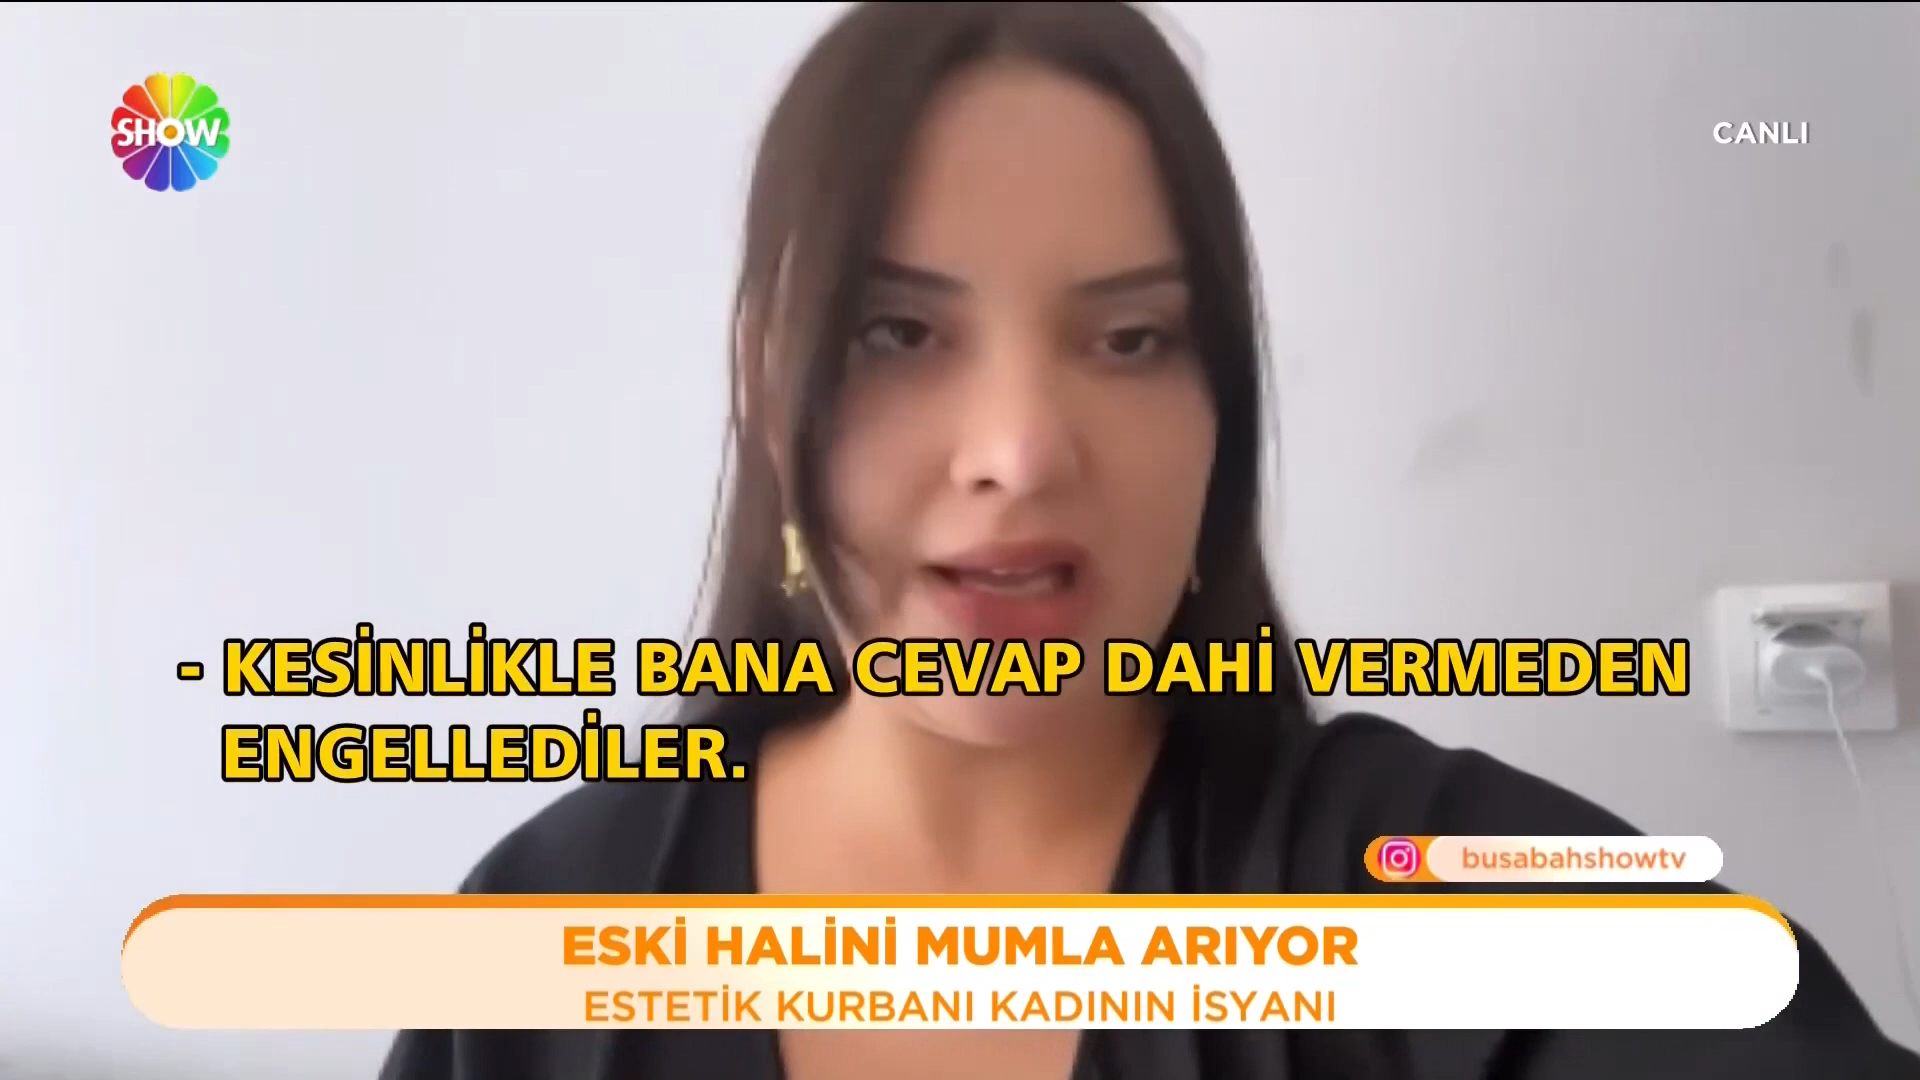 SHOW
CANLI
- KESİNLİKLE BANA CEVAP DAHİ VERMEDEN
ENGELLEDİLER.
busabahshowtv
ESKİ HALİNİ MUMLA ARIYOR
ESTETİK KURBANI KADININ İSYANI